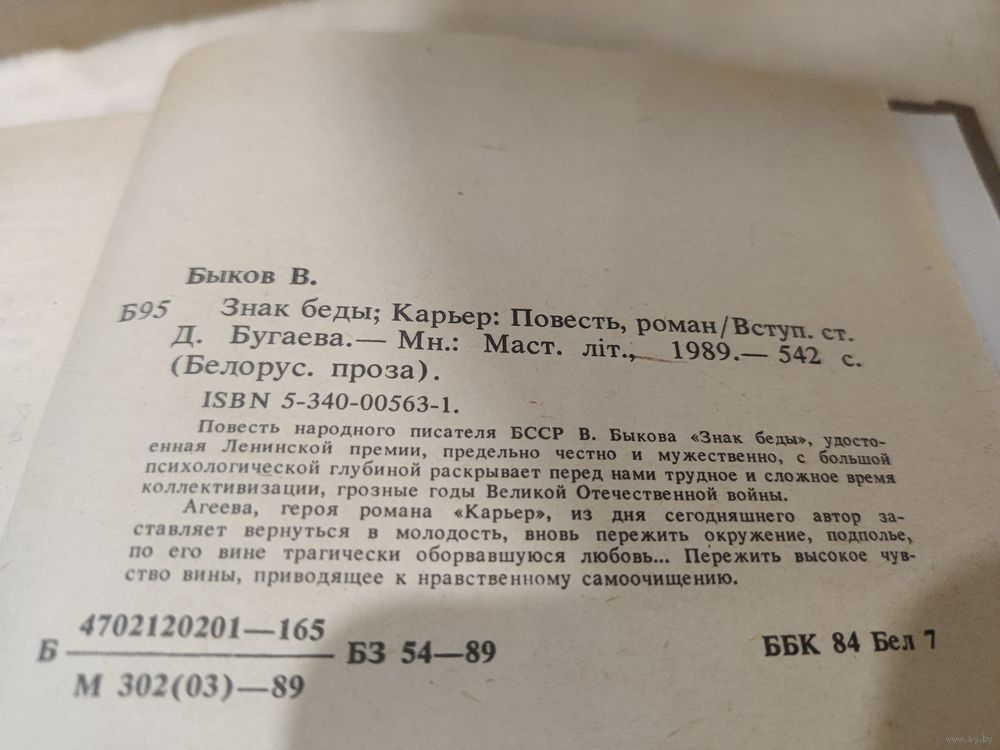 Быков В.
Б95 Знак беды; Карьер: Повесть, роман/Вступ. ст.
Д. Бугаева.— Мн.: Маст. літ., 1989.— 542 с.
(Белорус. проза).
ISBN 5-340-00563-1.
Повесть народного писателя БССР В. Быкова «Знак беды», удосто-
енная Ленинской премии, предельно честно и мужественно, с большой
психологической глубиной раскрывает перед нами трудное и сложное время
коллективизации, грозные годы Великой Отечественной войны.
Агеева, героя романа «Карьер», из дня сегодняшнего автор за-
ставляет вернуться в молодость, вновь пережить окружение, подполье,
по его вине трагически оборвавшуюся любовь... Пережить высокое чув-
ство вины, приводящее к нравственному самоочищению.
4702120201—165
Б БЗ 54—89 ББК 84 Бел 7
М 302(03)—89
www.ay.by